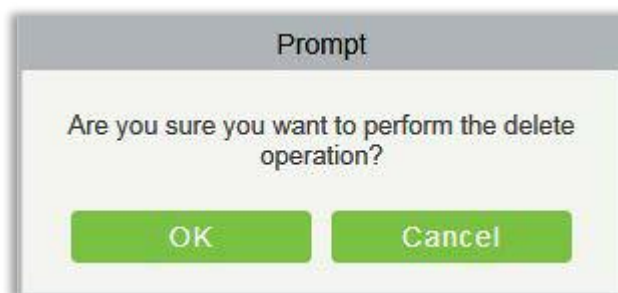 Prompt
Are you sure you want to perform the delete
operation?
OK
Cancel